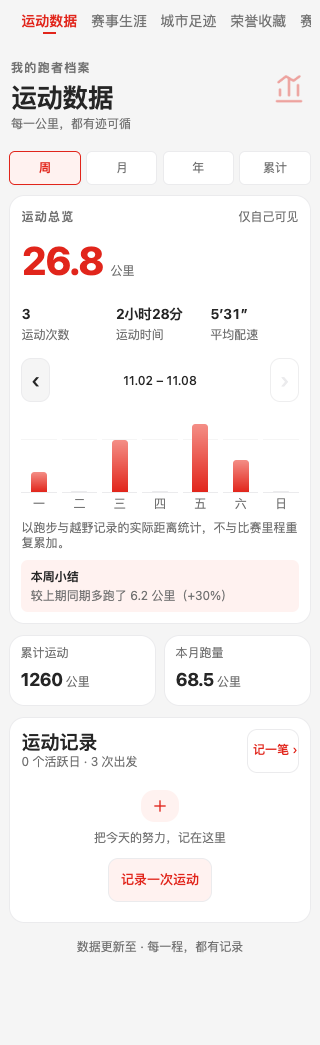 运动数据 赛事生涯 城市足迹 荣誉收藏 赛
我的跑者档案
运动数据
每一公里，都有迹可循
周 月 年 累计
运动总览 仅自己可见
26.8 公里
3 2小时28分 5’31”
运动次数 运动时间 平均配速
‹ 11.02 – 11.08 ›
一 二 三 四 五 六 日
以跑步与越野记录的实际距离统计，不与比赛里程重
复累加。
本周小结
较上期同期多跑了 6.2 公里（+30%）
累计运动 本月跑量
1260 公里 68.5 公里
运动记录 记一笔 ›
0 个活跃日 · 3 次出发
+
把今天的努力，记在这里
记录一次运动
数据更新至 · 每一程，都有记录